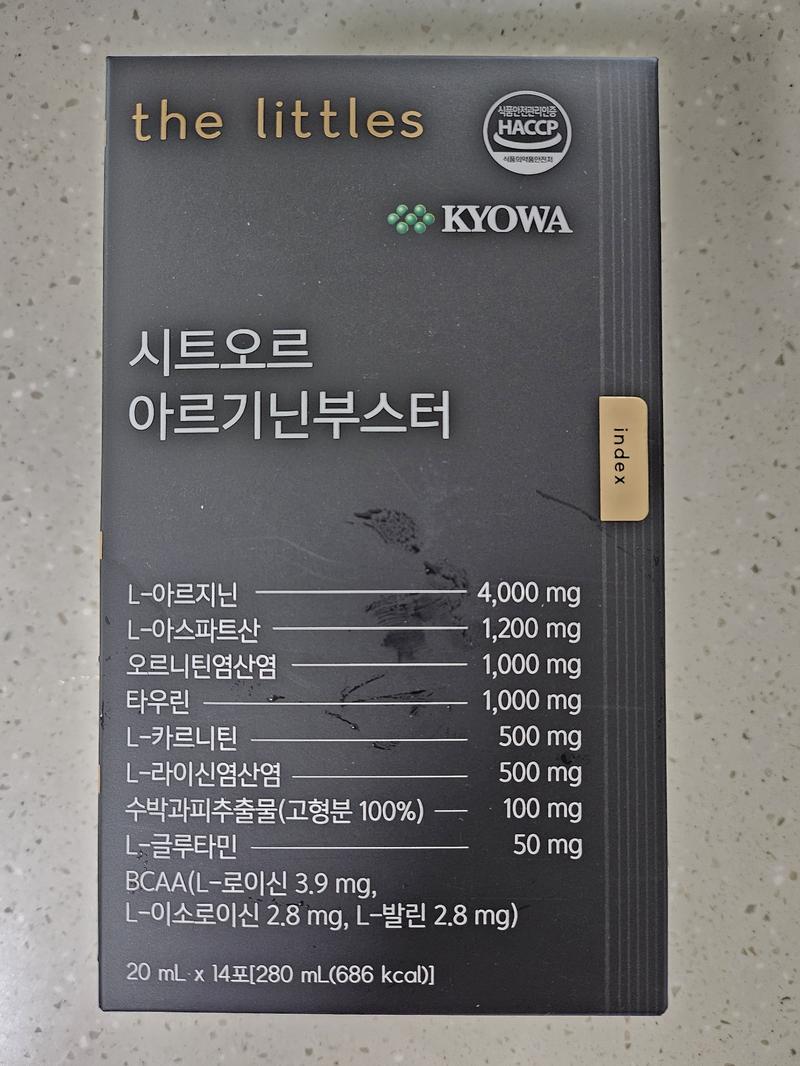 the littles
식품안전관리인증
HACCP
식품의약품안전처
KYOWA
시트오르
아르기닌부스터
index
L-아르지닌 4,000 mg
L-아스파트산 1,200 mg
오르니틴염산염 1,000 mg
타우린 1,000 mg
L-카르니틴 500 mg
L-라이신염산염 500 mg
수박과피추출물(고형분 100%) 100 mg
L-글루타민 50 mg
BCAA(L-로이신 3.9 mg,
L-이소로이신 2.8 mg, L-발린 2.8 mg)
20 mL x 14포[280 mL(686 kcal)]